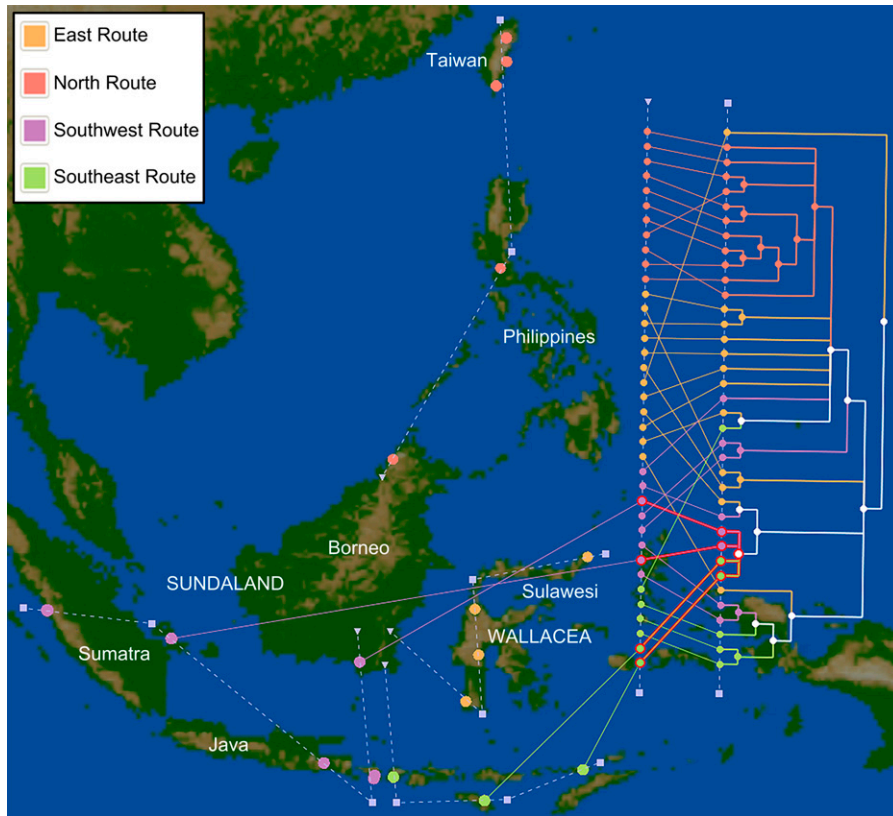 East Route
North Route
Southwest Route
Southeast Route
Taiwan
Philippines
Borneo
SUNDALAND
Sulawesi
WALLACEA
Sumatra
Java